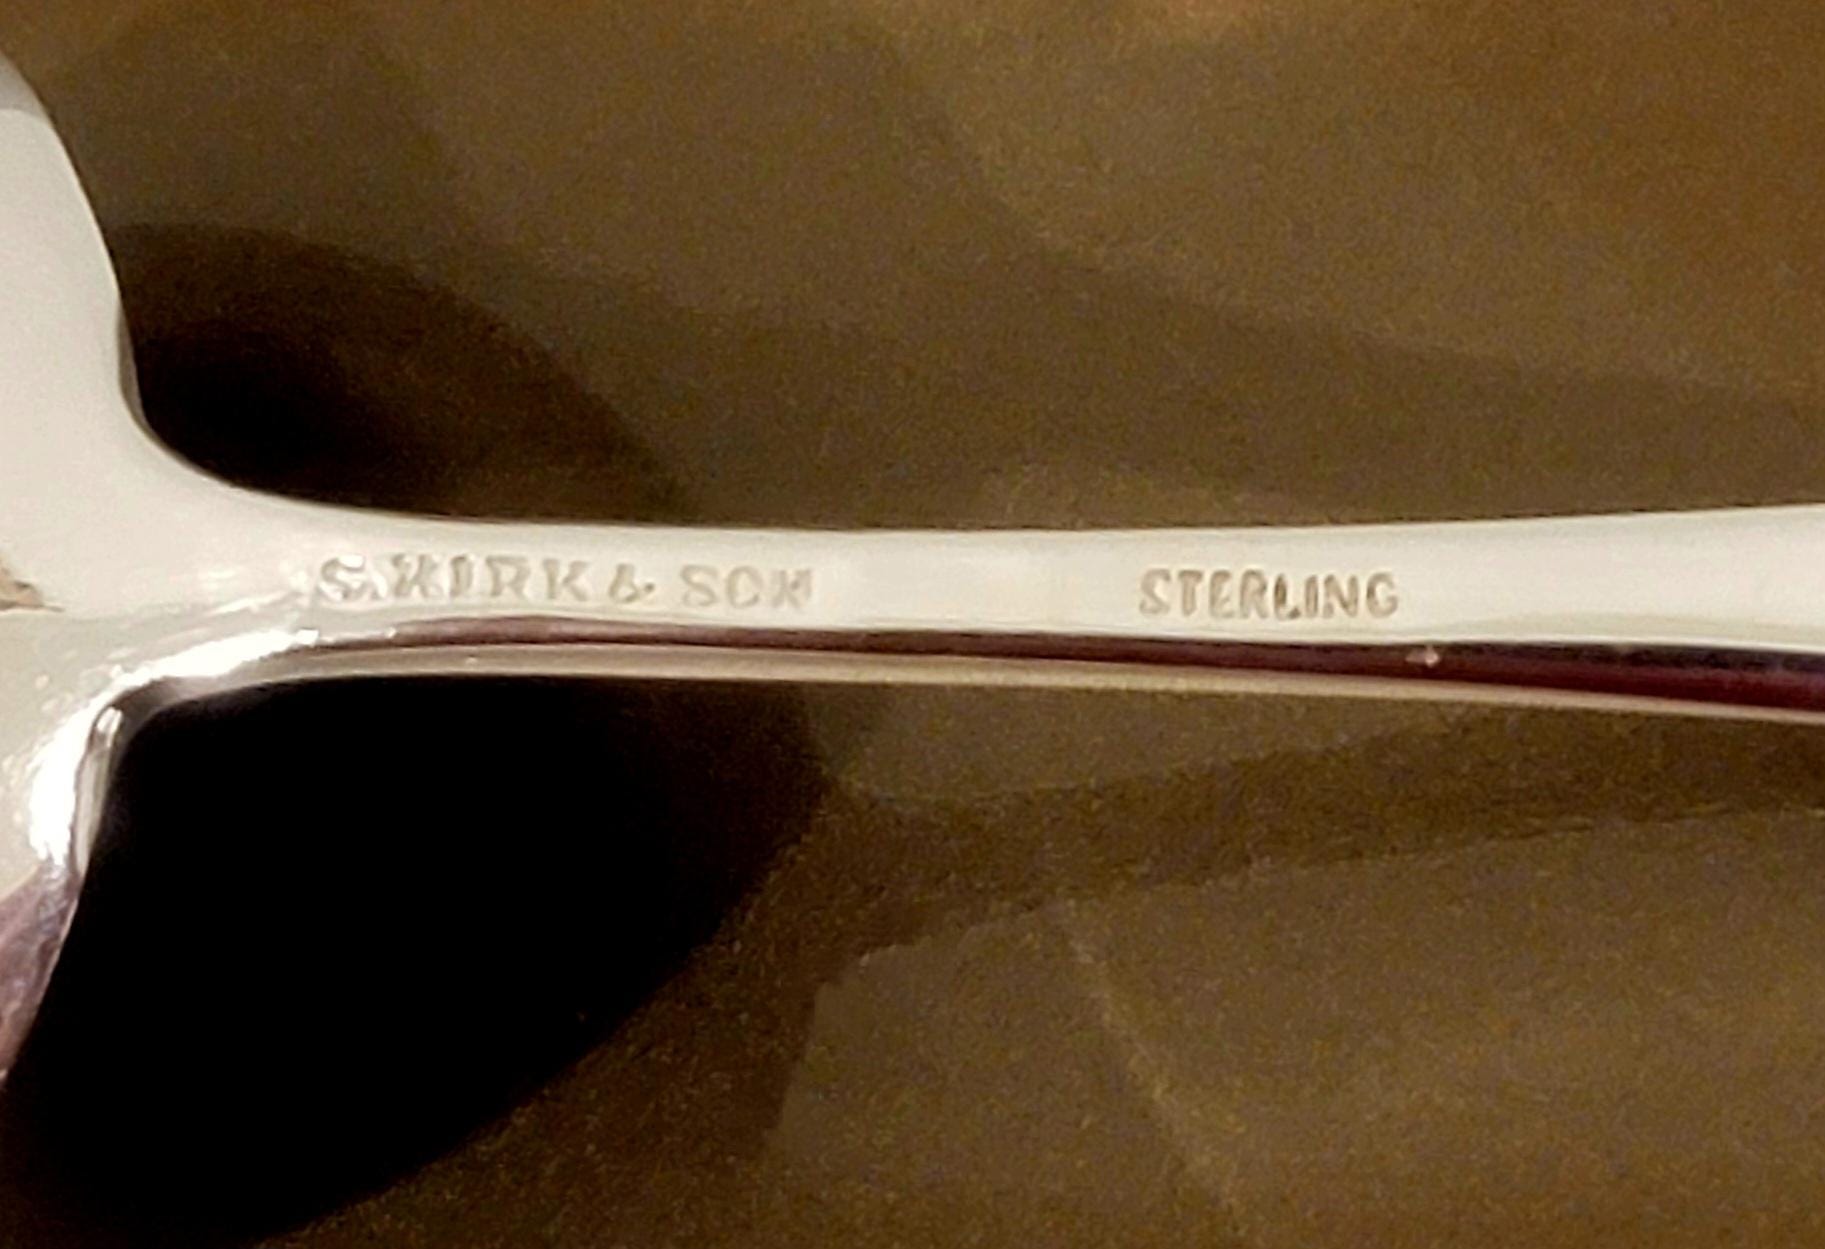 S. KIRK & SON STERLING